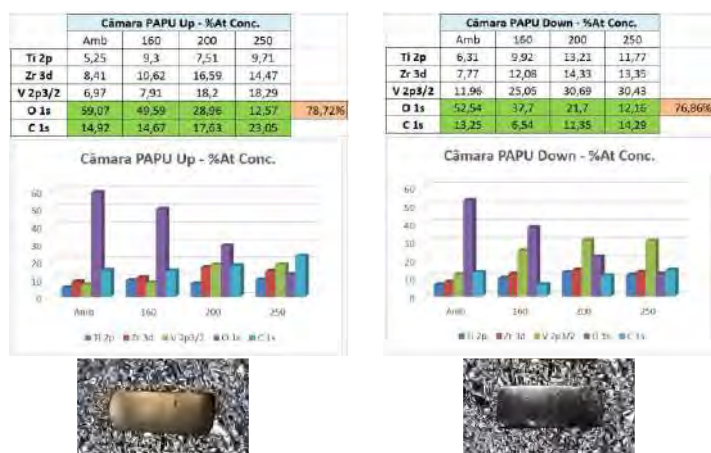 Câmara PAPU Up - %At Conc.
Amb 160 200 250
Ti 2p 5,25 9,3 7,51 9,71
Zr 3d 8,41 10,62 16,59 14,47
V 2p3/2 6,97 7,91 18,2 18,29
O 1s 59,07 49,59 28,96 12,57 78,72%
C 1s 14,92 14,67 17,63 23,05
Câmara PAPU Up - %At Conc.
60
50
40
30
20
10
0
Amb 160 200 250
Ti 2p Zr 3d V 2p3/2 O 1s C 1s
Câmara PAPU Down - %At Conc.
Amb 160 200 250
Ti 2p 6,31 9,92 13,21 11,77
Zr 3d 7,77 12,08 14,33 13,35
V 2p3/2 11,96 25,05 30,69 30,43
O 1s 52,54 37,7 21,7 12,16 76,86%
C 1s 13,25 6,54 11,35 14,29
Câmara PAPU Down - %At Conc.
60
50
40
30
20
10
0
Amb 160 200 250
Ti 2p Zr 3d V 2p3/2 O 1s C 1s